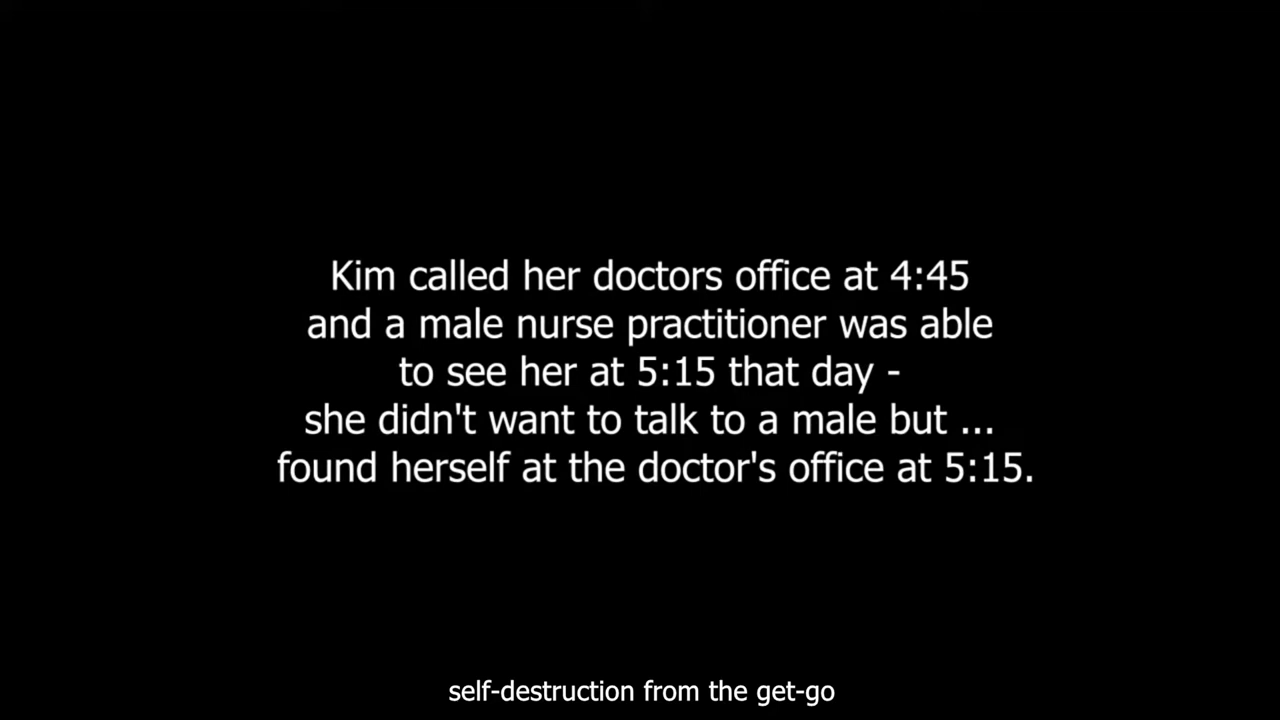 Kim called her doctors office at 4:45
and a male nurse practitioner was able
to see her at 5:15 that day -
she didn't want to talk to a male but ...
found herself at the doctor's office at 5:15.
self-destruction from the get-go